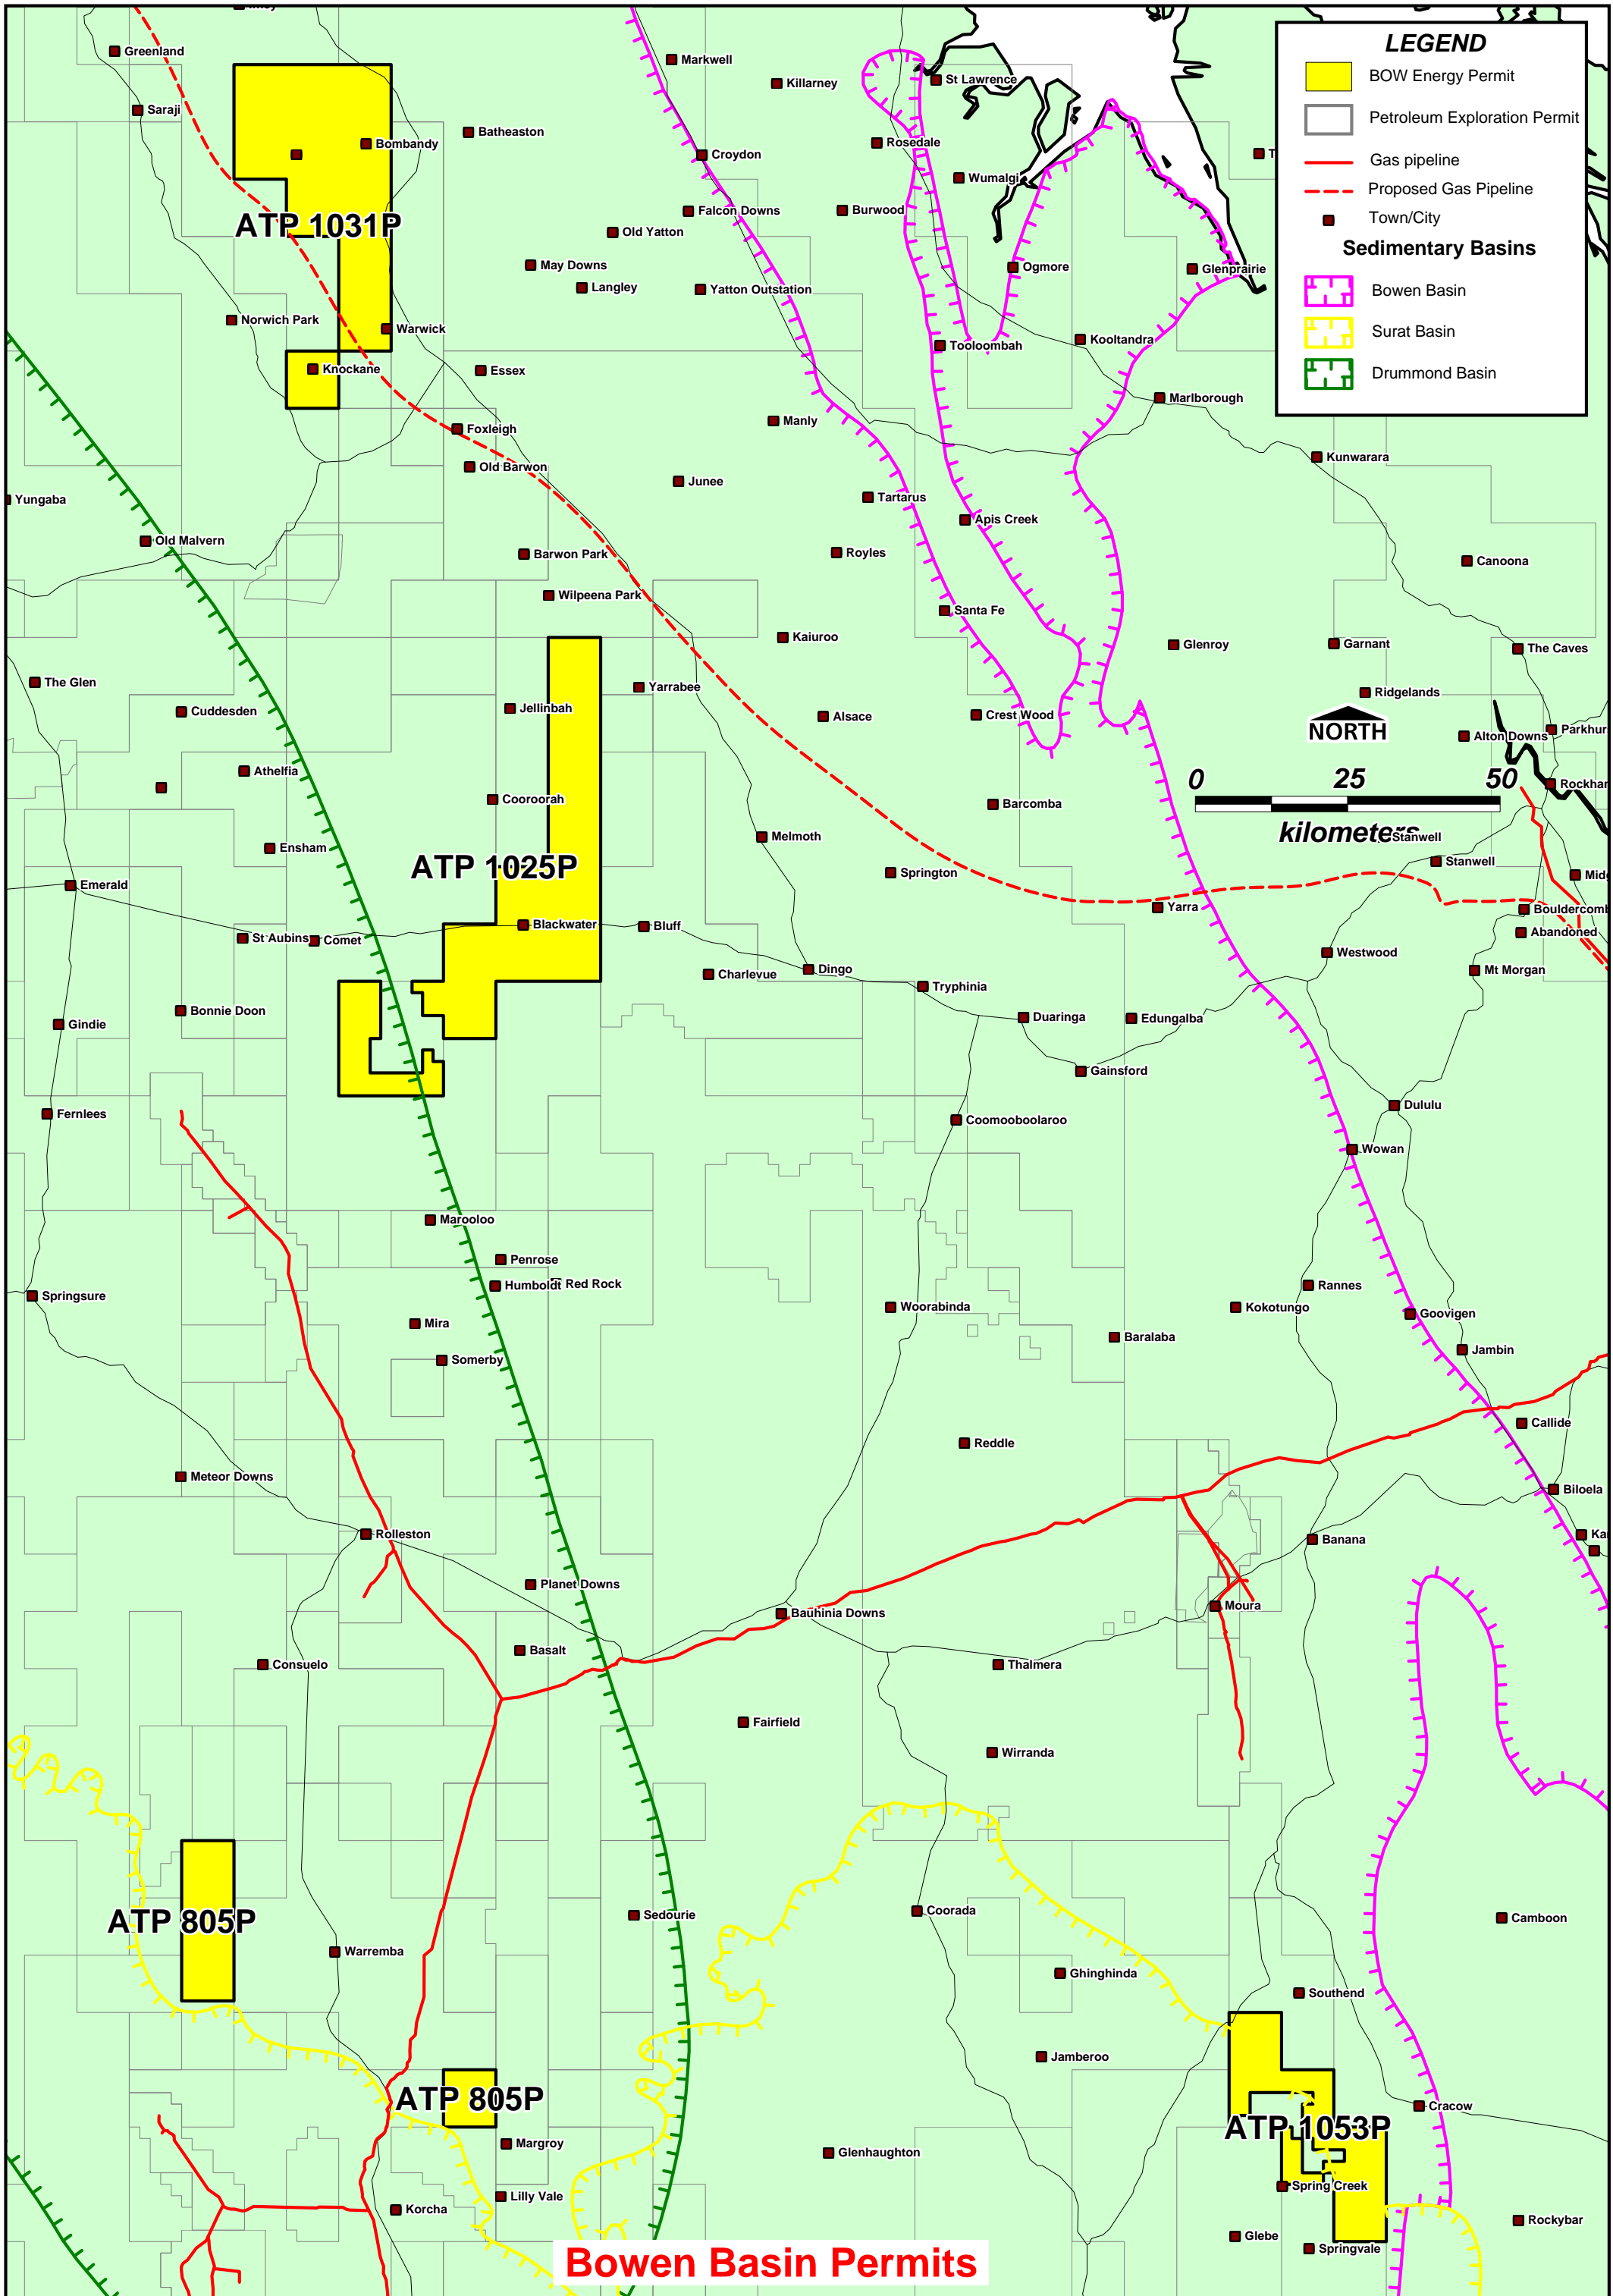 Greenland
Markwell
Killarney
St Lawrence
Saraji
Bombandy
Batheaston
Croydon
Rosedale
Wumalgi
Falcon Downs
Burwood
ATP 1031P
Old Yatton
May Downs
Langley
Yatton Outstation
Ogmore
Glenprairie
Norwich Park
Warwick
Tooloombah
Kooltandra
Knockane
Essex
Marlborough
Manly
Foxleigh
Old Barwon
Kunwarara
Junee
Yungaba
Tartarus
Apis Creek
Old Malvern
Barwon Park
Royles
Canoona
Wilpeena Park
Santa Fe
Kaiuroo
Glenroy
Garnant
The Caves
The Glen
Yarrabee
Ridgelands
Cuddesden
Jellinbah
Alsace
Crest Wood
NORTH
Alton Downs
Parkhur
Athelfia
0
25
50
Rockhar
Cooroorah
Barcomba
kilometers
Stanwell
Melmoth
Ensham
ATP 1025P
Stanwell
Springton
Emerald
Yarra
Bouldercomb
Blackwater
Bluff
Abandoned
St Aubins
Comet
Westwood
Charlevue
Dingo
Mt Morgan
Tryphinia
Bonnie Doon
Gindie
Duaringa
Edungalba
Gainsford
Fernlees
Dululu
Coomooboolaroo
Wowan
Marooloo
Penrose
Humboldt
Red Rock
Springsure
Rannes
Woorabinda
Kokotungo
Goovigen
Mira
Baralaba
Jambin
Somerby
Callide
Reddle
Meteor Downs
Biloela
Rolleston
Banana
Planet Downs
Moura
Bauhinia Downs
Basalt
Consuelo
Thalmera
Fairfield
Wirranda
Coorada
Sedourie
Camboon
ATP 805P
Warremba
Ghinghinda
Southend
Jamberoo
ATP 805P
Cracow
ATP 1053P
Margroy
Glenhaughton
Spring Creek
Lilly Vale
Korcha
Rockybar
Glebe
Springvale
Bowen Basin Permits
LEGEND
BOW Energy Permit
Petroleum Exploration Permit
Gas pipeline
Proposed Gas Pipeline
Town/City
Sedimentary Basins
Bowen Basin
Surat Basin
Drummond Basin